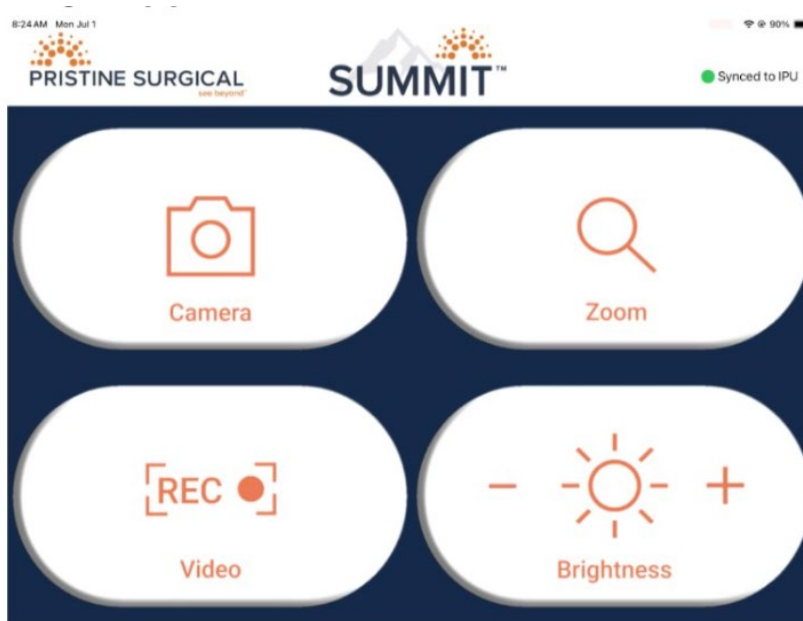 8:24 AM Mon Jul 1
90%
PRISTINE SURGICAL
see beyond™
SUMMIT™
Synced to IPU
Camera
Zoom
REC
Video
- +
Brightness